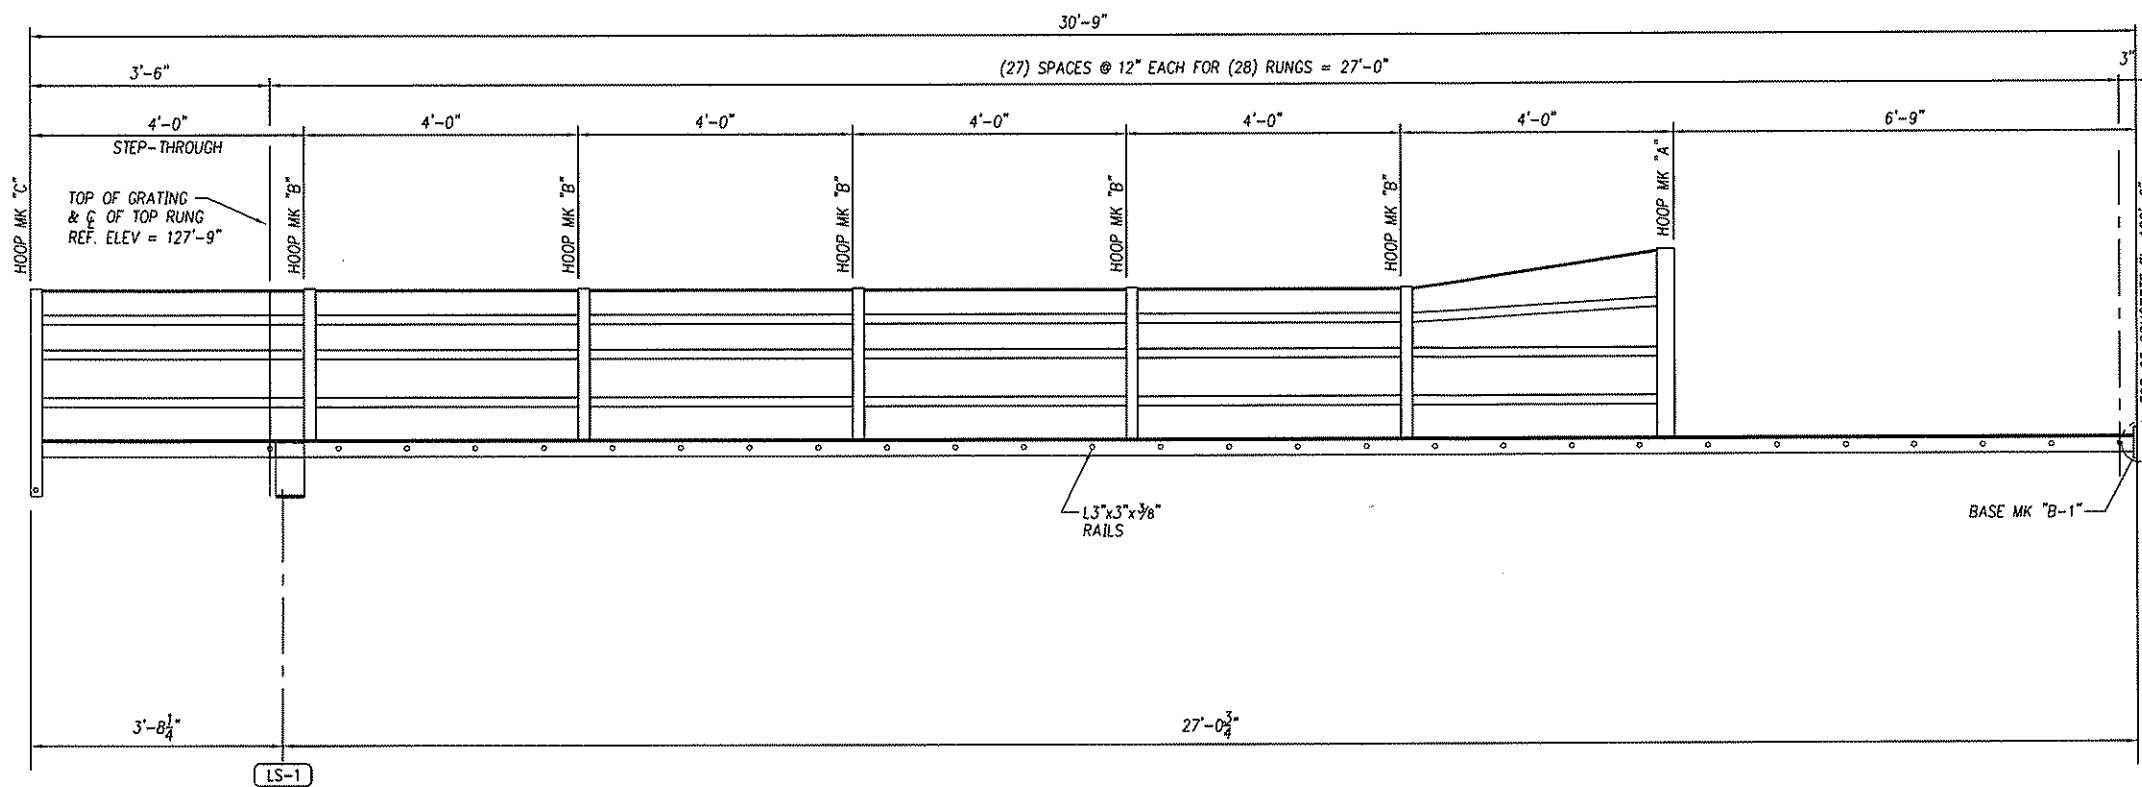 30'-9"
3'-6"
(27) SPACES @ 12" EACH FOR (28) RUNGS = 27'-0"
3"
4'-0"
STEP-THROUGH
4'-0"
4'-0"
4'-0"
4'-0"
4'-0"
6'-9"
HOOP MK "C"
TOP OF GRATING
& ℄ OF TOP RUNG
REF. ELEV = 127'-9"
HOOP MK "B"
HOOP MK "B"
HOOP MK "B"
HOOP MK "B"
HOOP MK "B"
HOOP MK "A"
L3"x3"x3/8"
RAILS
BASE MK "B-1"
3'-8 1/4"
27'-0 3/4"
LS-1